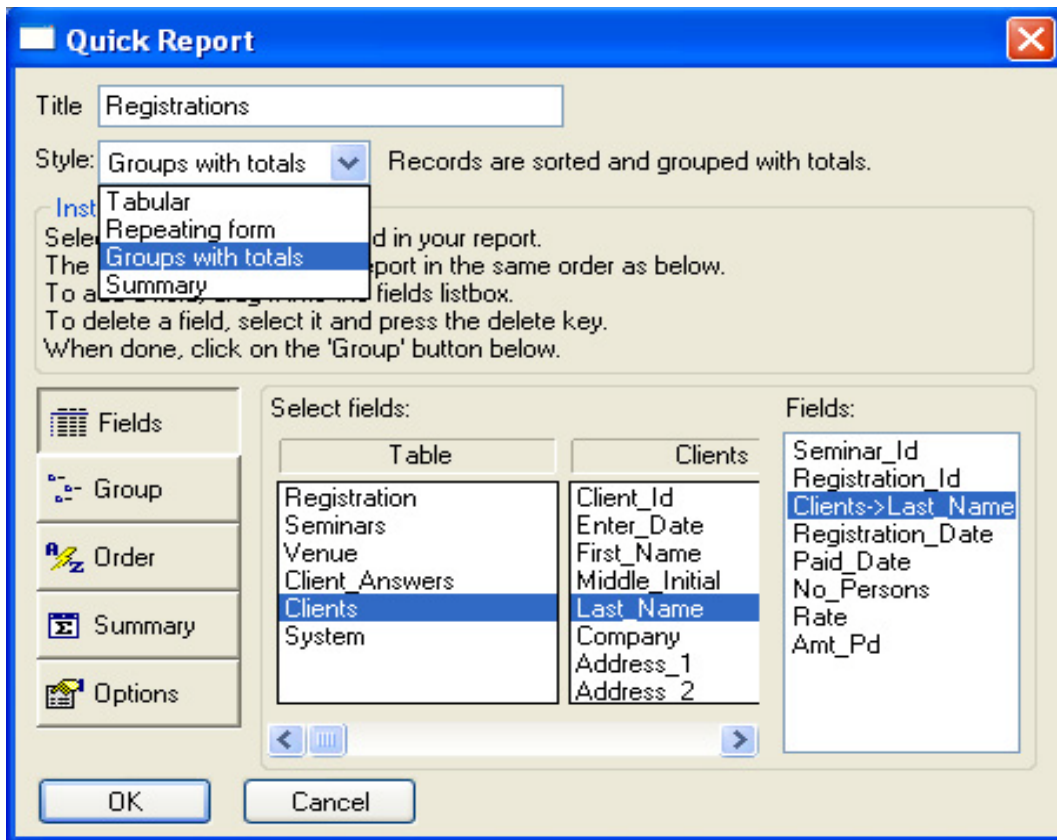 Quick Report
Title Registrations
Style: Groups with totals Records are sorted and grouped with totals.
Tabular
Repeating form
Groups with totals
Summary
Inst
Sele d in your report.
The port in the same order as below.
To a fields listbox.
To delete a field, select it and press the delete key.
When done, click on the 'Group' button below.
Fields
Group
Order
Summary
Options
Select fields:
Table
Registration
Seminars
Venue
Client_Answers
Clients
System
Clients
Client_Id
Enter_Date
First_Name
Middle_Initial
Last_Name
Company
Address_1
Address_2
Fields:
Seminar_Id
Registration_Id
Clients->Last_Name
Registration_Date
Paid_Date
No_Persons
Rate
Amt_Pd
OK Cancel